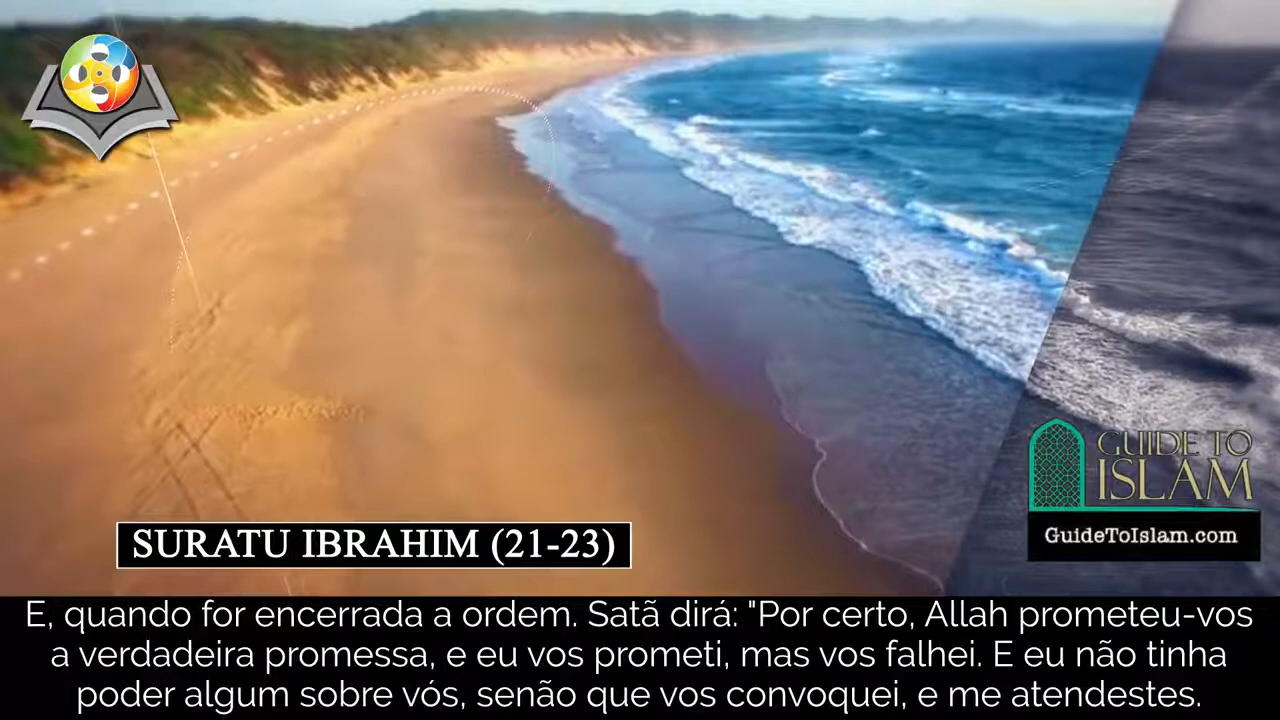 GUIDE TO
ISLAM
GuideToIslam.com
SURATU IBRAHIM (21-23)
E, quando for encerrada a ordem. Satã dirá: "Por certo, Allah prometeu-vos
a verdadeira promessa, e eu vos prometi, mas vos falhei. E eu não tinha
poder algum sobre vós, senão que vos convoquei, e me atendestes.